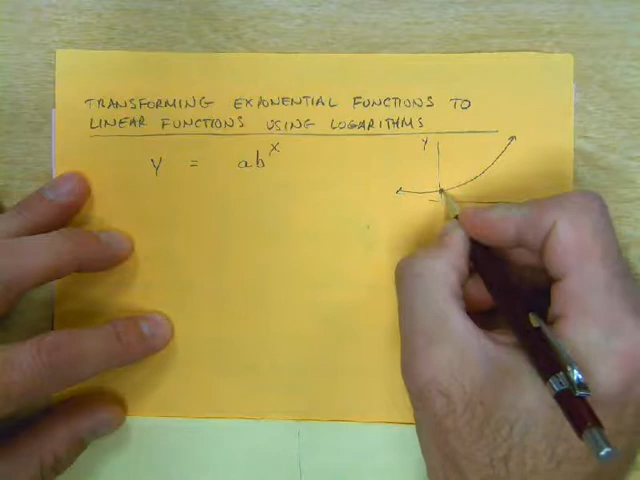 TRANSFORMING EXPONENTIAL FUNCTIONS TO
LINEAR FUNCTIONS USING LOGARITHMS
Y = ab^x
Y